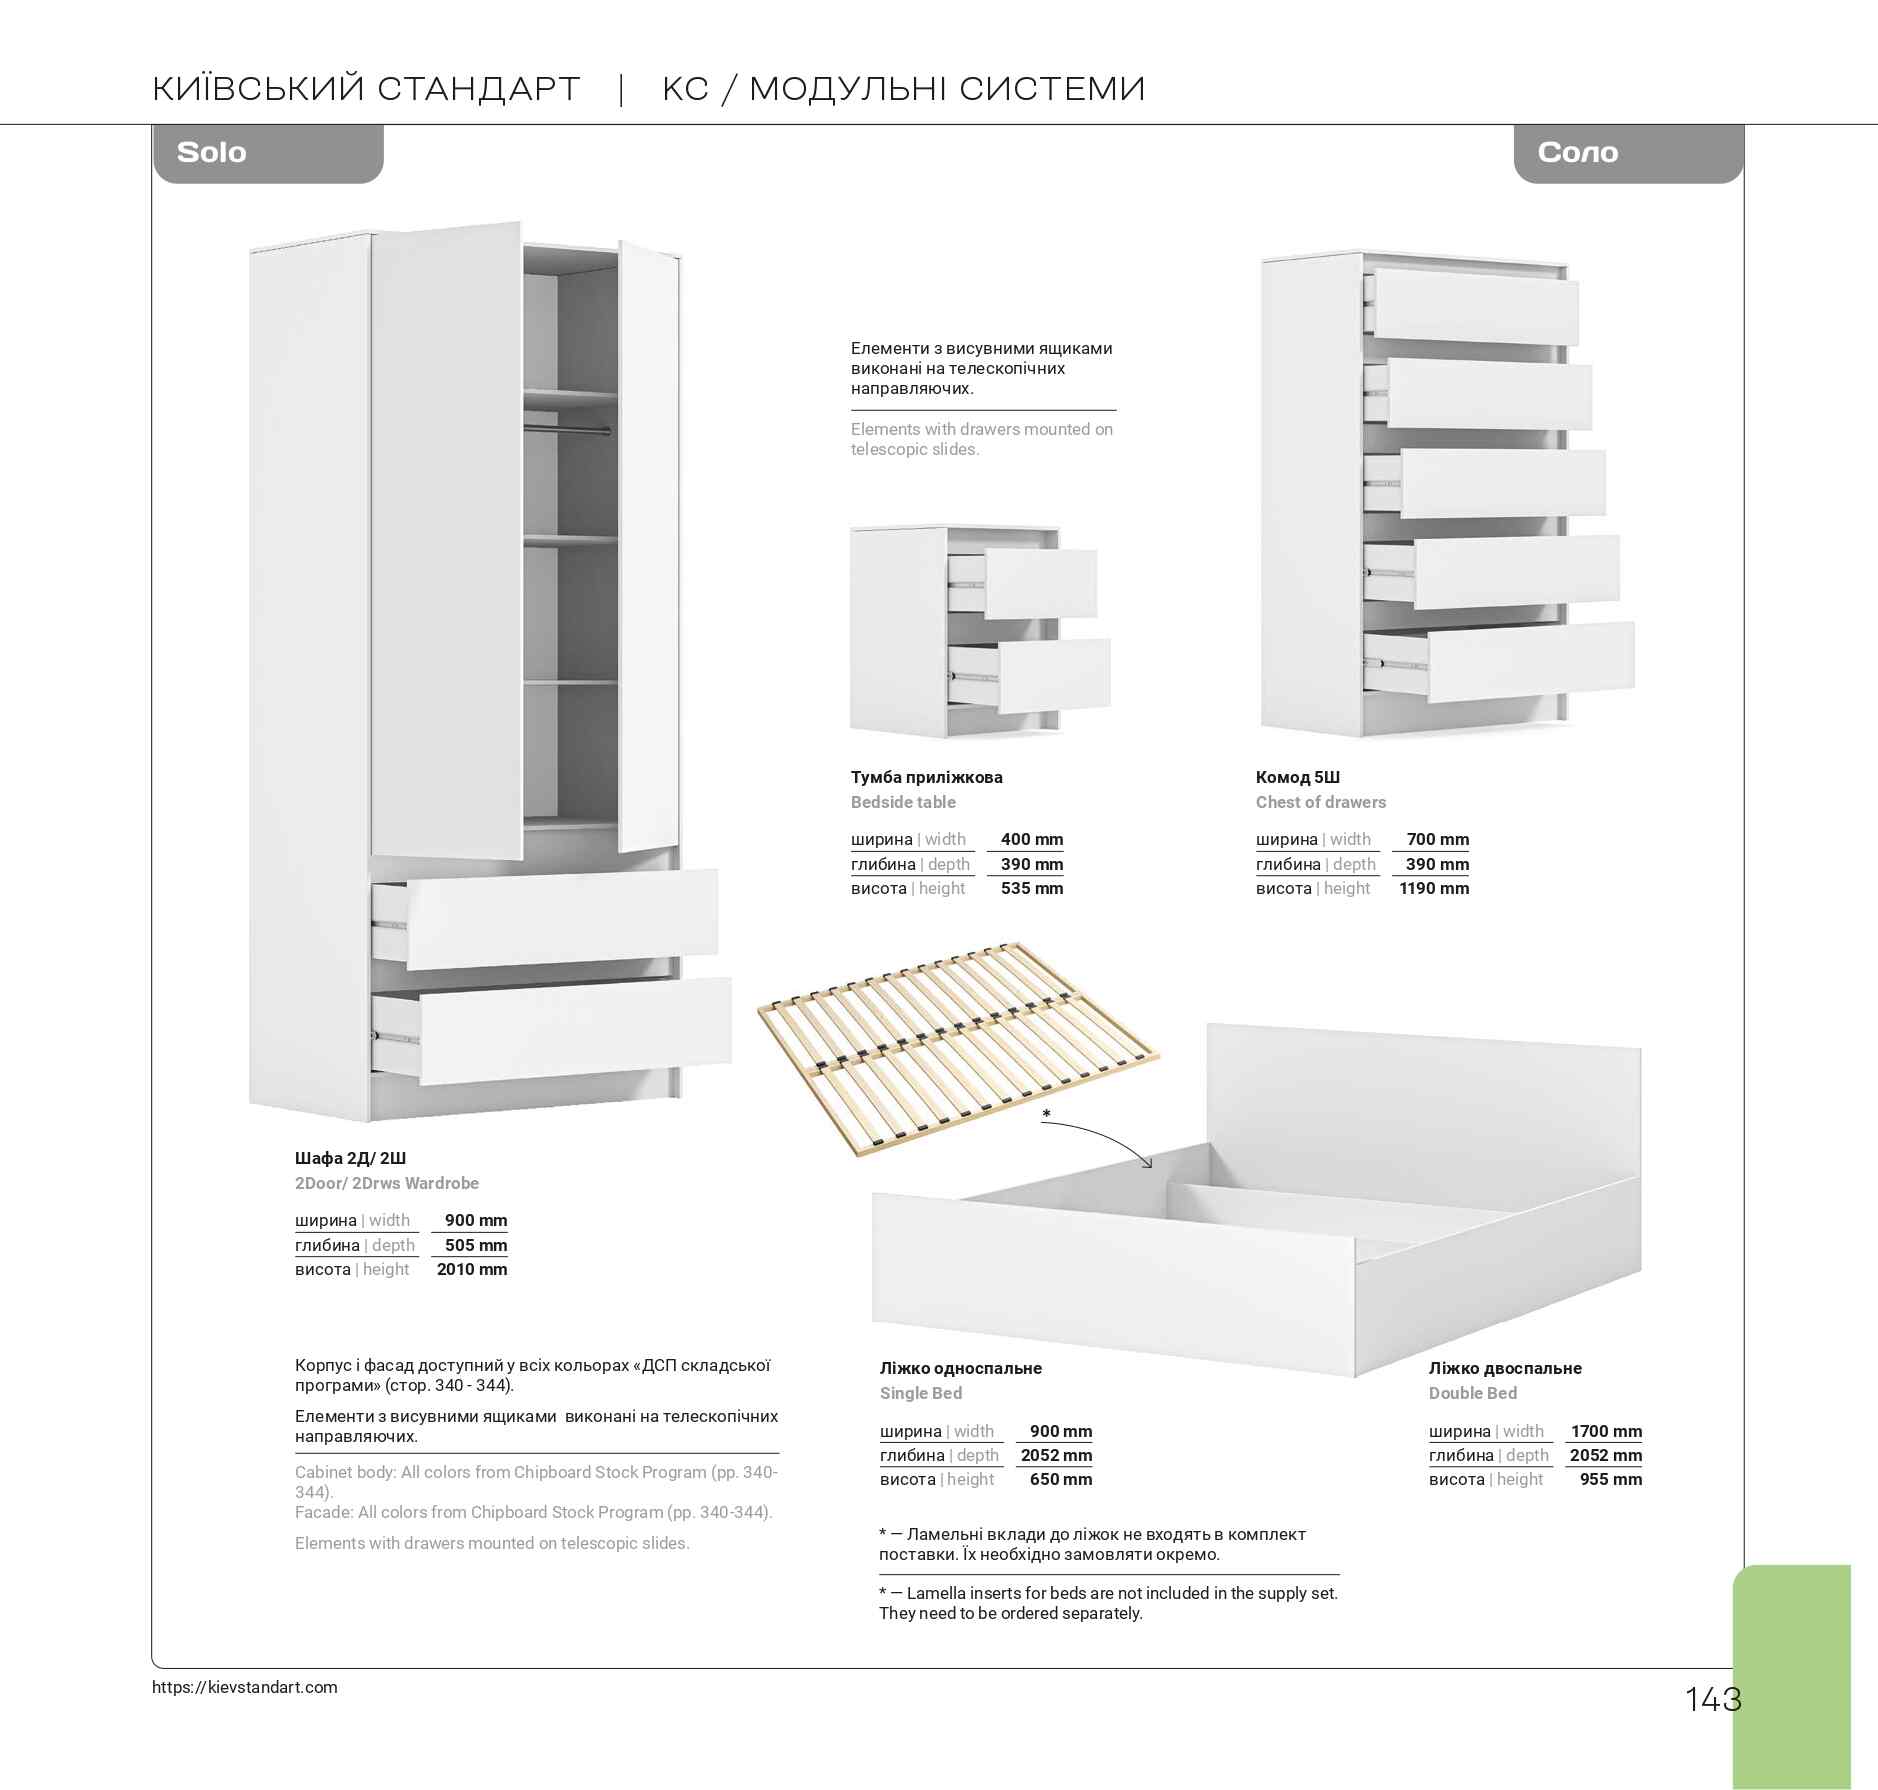 КИЇВСЬКИЙ СТАНДАРТ | КС / МОДУЛЬНІ СИСТЕМИ
Solo
Соло
Елементи з висувними ящиками
виконані на телескопічних
направляючих.
Elements with drawers mounted on
telescopic slides.
Тумба приліжкова
Bedside table
ширина | width 400 mm
глибина | depth 390 mm
висота | height 535 mm
Комод 5Ш
Chest of drawers
ширина | width 700 mm
глибина | depth 390 mm
висота | height 1190 mm
*
Шафа 2Д/ 2Ш
2Door/ 2Drws Wardrobe
ширина | width 900 mm
глибина | depth 505 mm
висота | height 2010 mm
Корпус і фасад доступний у всіх кольорах «ДСП складської
програми» (стор. 340 - 344).
Елементи з висувними ящиками виконані на телескопічних
направляючих.
Cabinet body: All colors from Chipboard Stock Program (pp. 340-
344).
Facade: All colors from Chipboard Stock Program (pp. 340-344).
Elements with drawers mounted on telescopic slides.
Ліжко односпальне
Single Bed
ширина | width 900 mm
глибина | depth 2052 mm
висота | height 650 mm
Ліжко двоспальне
Double Bed
ширина | width 1700 mm
глибина | depth 2052 mm
висота | height 955 mm
* — Ламельні вклади до ліжок не входять в комплект
поставки. Їх необхідно замовляти окремо.
* — Lamella inserts for beds are not included in the supply set.
They need to be ordered separately.
https://kievstandart.com
143